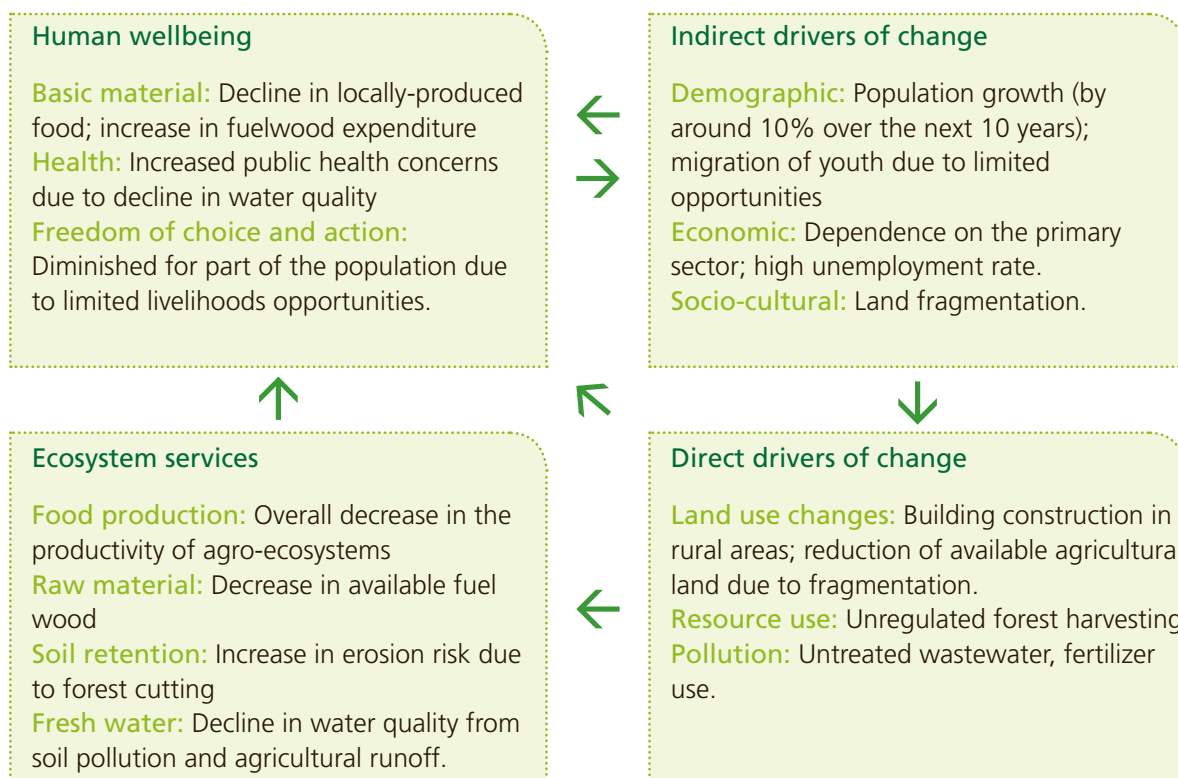 Human wellbeing
Basic material: Decline in locally-produced
food; increase in fuelwood expenditure
Health: Increased public health concerns
due to decline in water quality
Freedom of choice and action:
Diminished for part of the population due
to limited livelihoods opportunities.
Indirect drivers of change
Demographic: Population growth (by
around 10% over the next 10 years);
migration of youth due to limited
opportunities
Economic: Dependence on the primary
sector; high unemployment rate.
Socio-cultural: Land fragmentation.
Ecosystem services
Food production: Overall decrease in the
productivity of agro-ecosystems
Raw material: Decrease in available fuel
wood
Soil retention: Increase in erosion risk due
to forest cutting
Fresh water: Decline in water quality from
soil pollution and agricultural runoff.
Direct drivers of change
Land use changes: Building construction in
rural areas; reduction of available agricultura
land due to fragmentation.
Resource use: Unregulated forest harvesting
Pollution: Untreated wastewater, fertilizer
use.